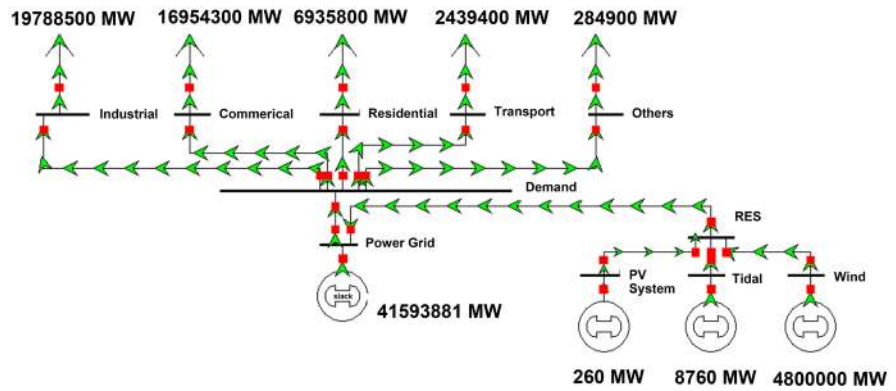 19788500 MW 16954300 MW 6935800 MW 2439400 MW 284900 MW
Industrial Commerical Residential Transport Others
Demand
RES
Power Grid
PV System Tidal Wind
slack
41593881 MW
260 MW 8760 MW 4800000 MW